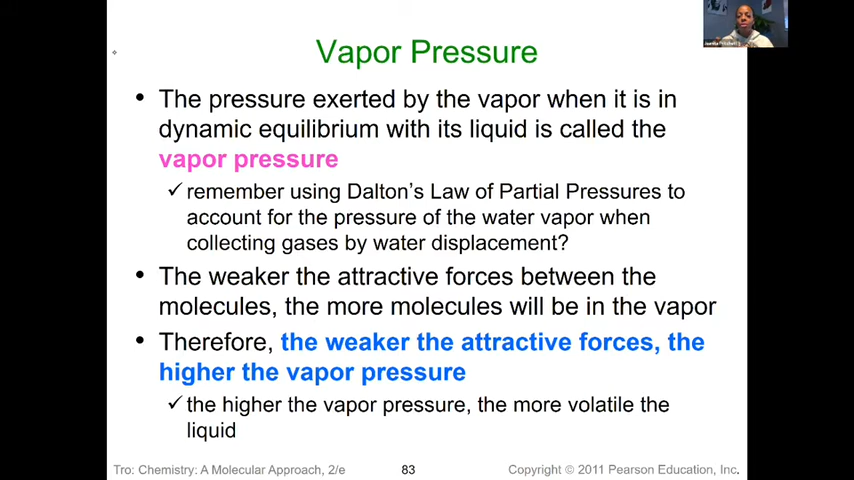 Vapor Pressure
• The pressure exerted by the vapor when it is in
dynamic equilibrium with its liquid is called the
vapor pressure
✓remember using Dalton's Law of Partial Pressures to
account for the pressure of the water vapor when
collecting gases by water displacement?
• The weaker the attractive forces between the
molecules, the more molecules will be in the vapor
• Therefore, the weaker the attractive forces, the
higher the vapor pressure
✓the higher the vapor pressure, the more volatile the
liquid
Tro: Chemistry: A Molecular Approach, 2/e
83
Copyright © 2011 Pearson Education, Inc.